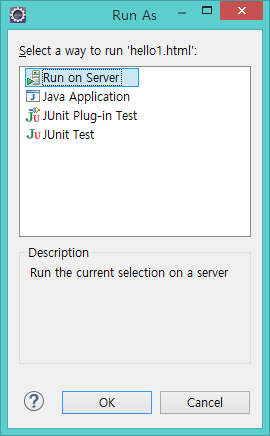 Run As
Select a way to run 'hello1.html':
Run on Server
Java Application
JUnit Plug-in Test
JUnit Test
Description
Run the current selection on a server
OK
Cancel